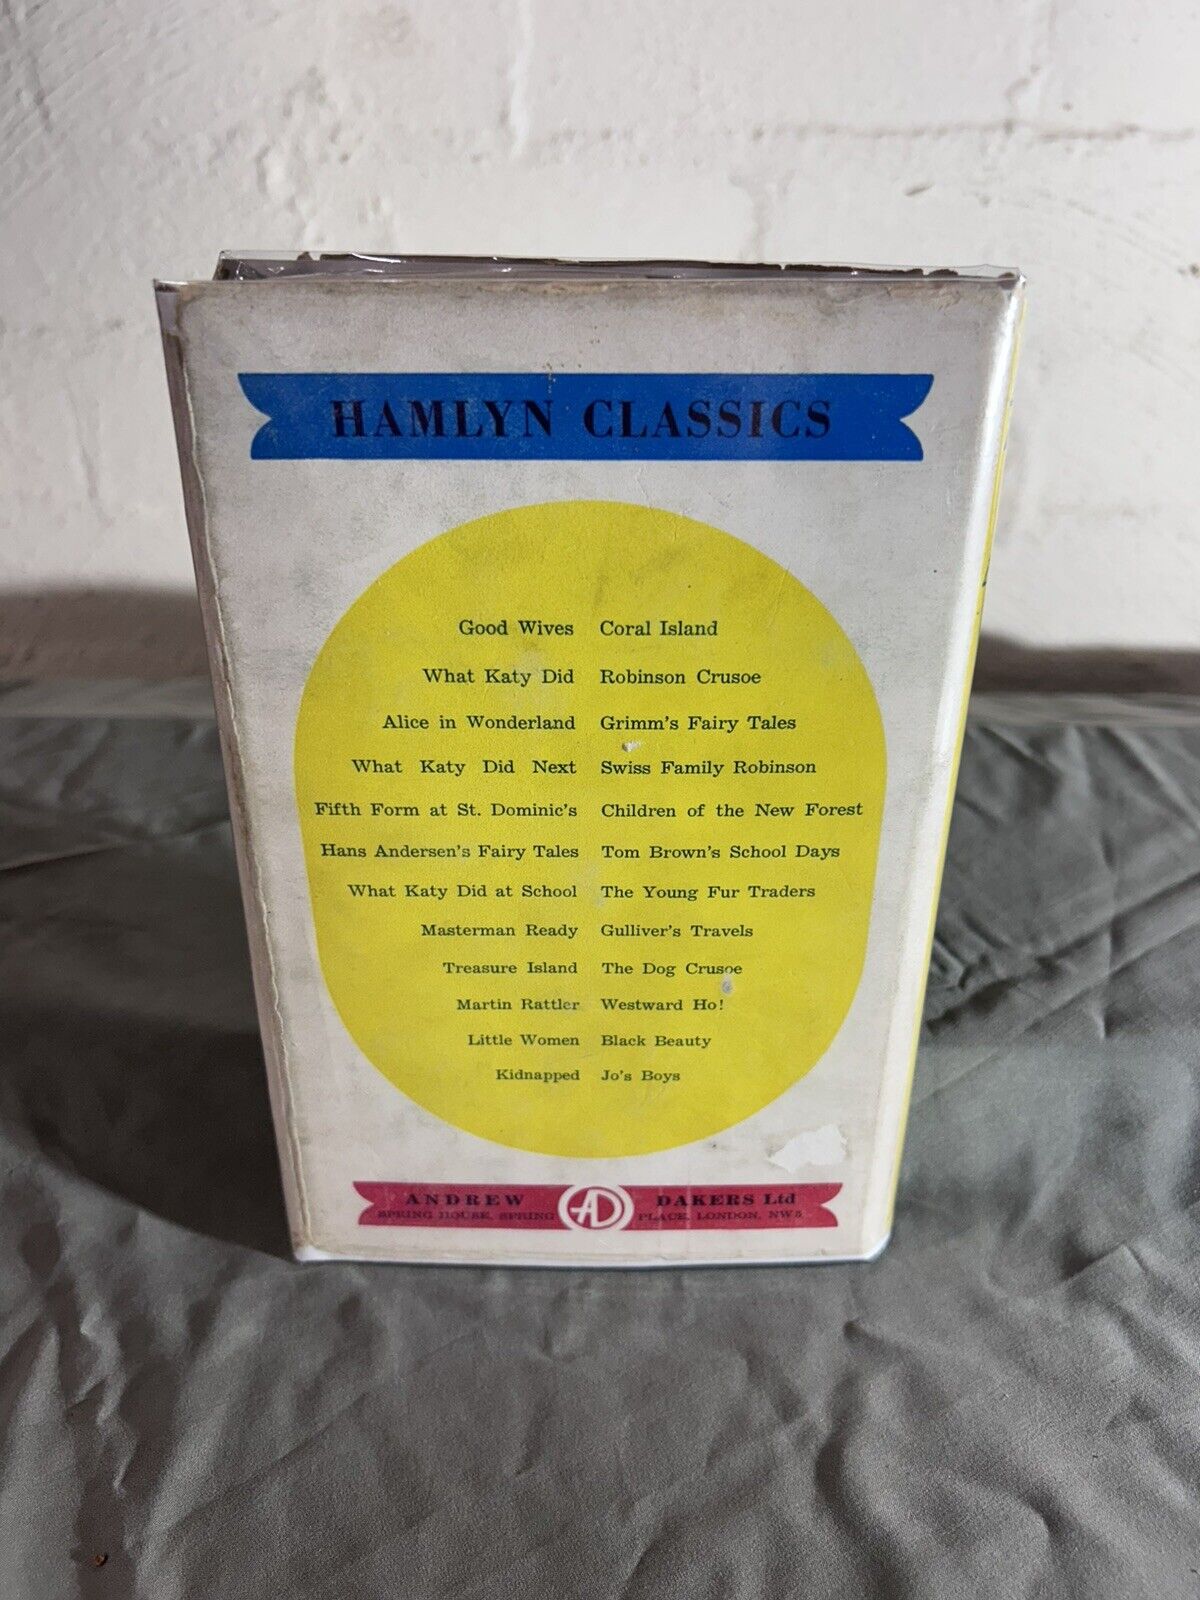 HAMLYN CLASSICS
Good Wives Coral Island
What Katy Did Robinson Crusoe
Alice in Wonderland Grimm's Fairy Tales
What Katy Did Next Swiss Family Robinson
Fifth Form at St. Dominic's Children of the New Forest
Hans Andersen's Fairy Tales Tom Brown's School Days
What Katy Did at School The Young Fur Traders
Masterman Ready Gulliver's Travels
Treasure Island The Dog Crusoe
Martin Rattler Westward Ho!
Little Women Black Beauty
Kidnapped Jo's Boys
ANDREW AD DAKERS Ltd
SPRING HOUSE, SPRING PLACE, LONDON, NW5